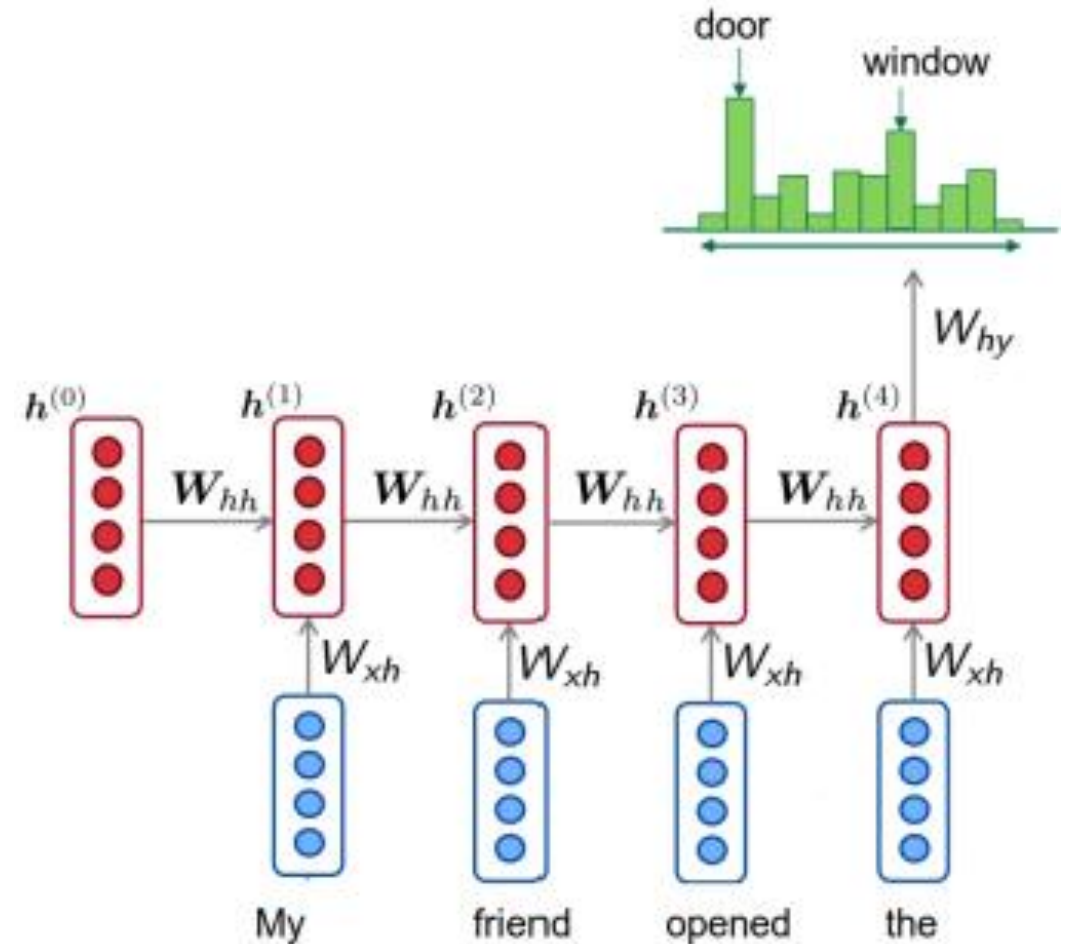 door
window
W_hy
h^(0) h^(1) h^(2) h^(3) h^(4)
W_hh W_hh W_hh W_hh
W_xh W_xh W_xh W_xh
My friend opened the